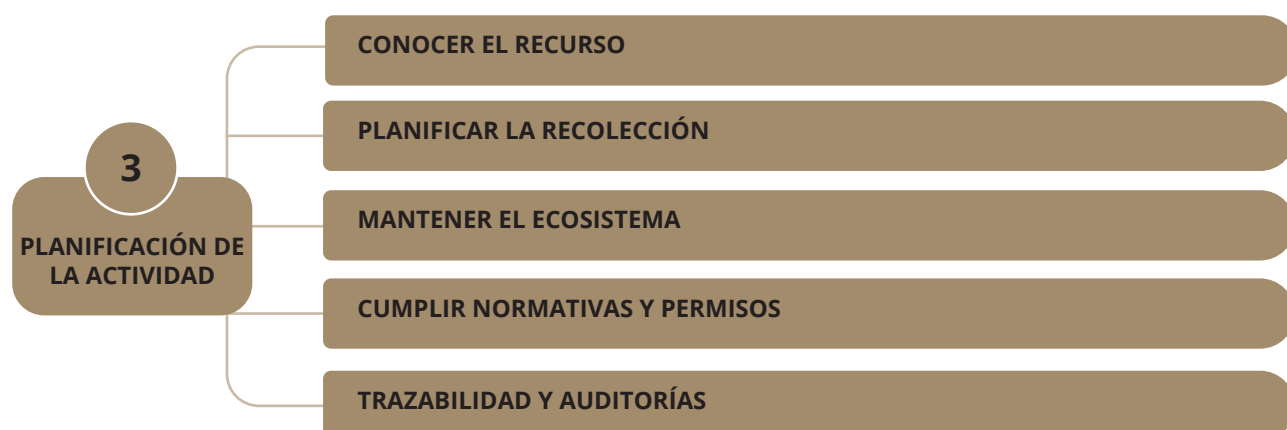 3
PLANIFICACIÓN DE
LA ACTIVIDAD
CONOCER EL RECURSO
PLANIFICAR LA RECOLECCIÓN
MANTENER EL ECOSISTEMA
CUMPLIR NORMATIVAS Y PERMISOS
TRAZABILIDAD Y AUDITORÍAS